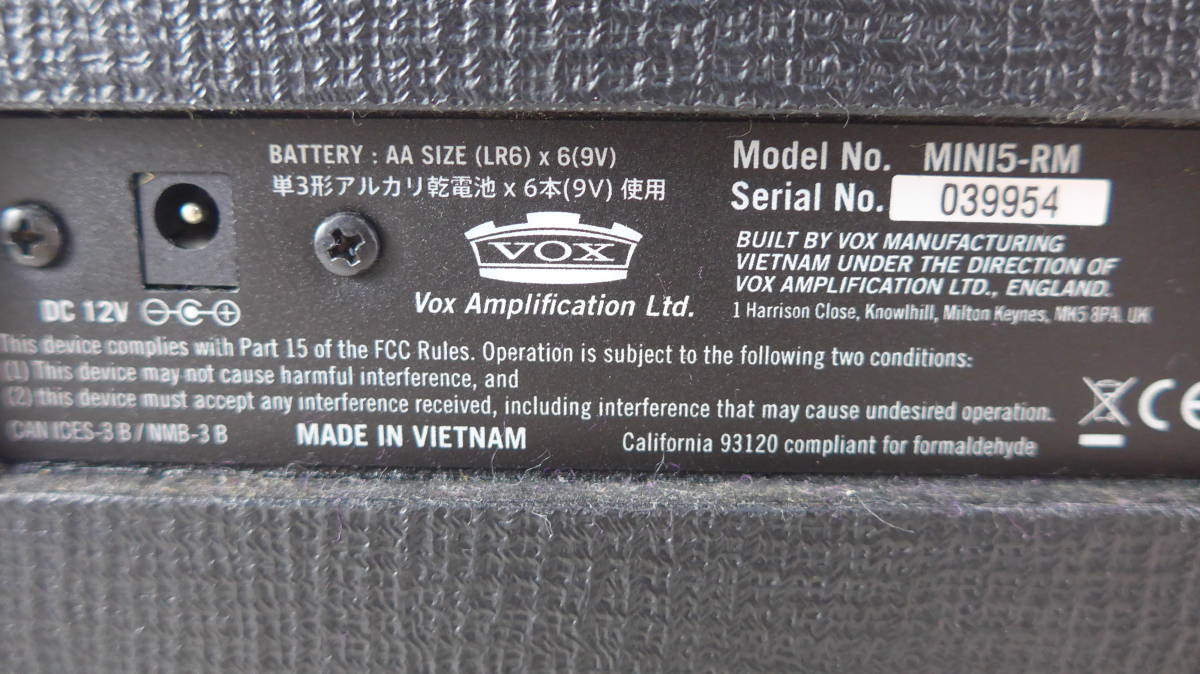 BATTERY : AA SIZE (LR6) x 6(9V)
単3形アルカリ乾電池 x 6本(9V) 使用
Model No. MINI5-RM
Serial No. 039954
VOX
Vox Amplification Ltd.
BUILT BY VOX MANUFACTURING
VIETNAM UNDER THE DIRECTION OF
VOX AMPLIFICATION LTD., ENGLAND.
1 Harrison Close, Knowlhill, Milton Keynes, MK5 8PA. UK
DC 12V
This device complies with Part 15 of the FCC Rules. Operation is subject to the following two conditions:
(1) This device may not cause harmful interference, and
(2) this device must accept any interference received, including interference that may cause undesired operation.
CAN ICES-3 B / NMB-3 B
MADE IN VIETNAM
California 93120 compliant for formaldehyde
CE